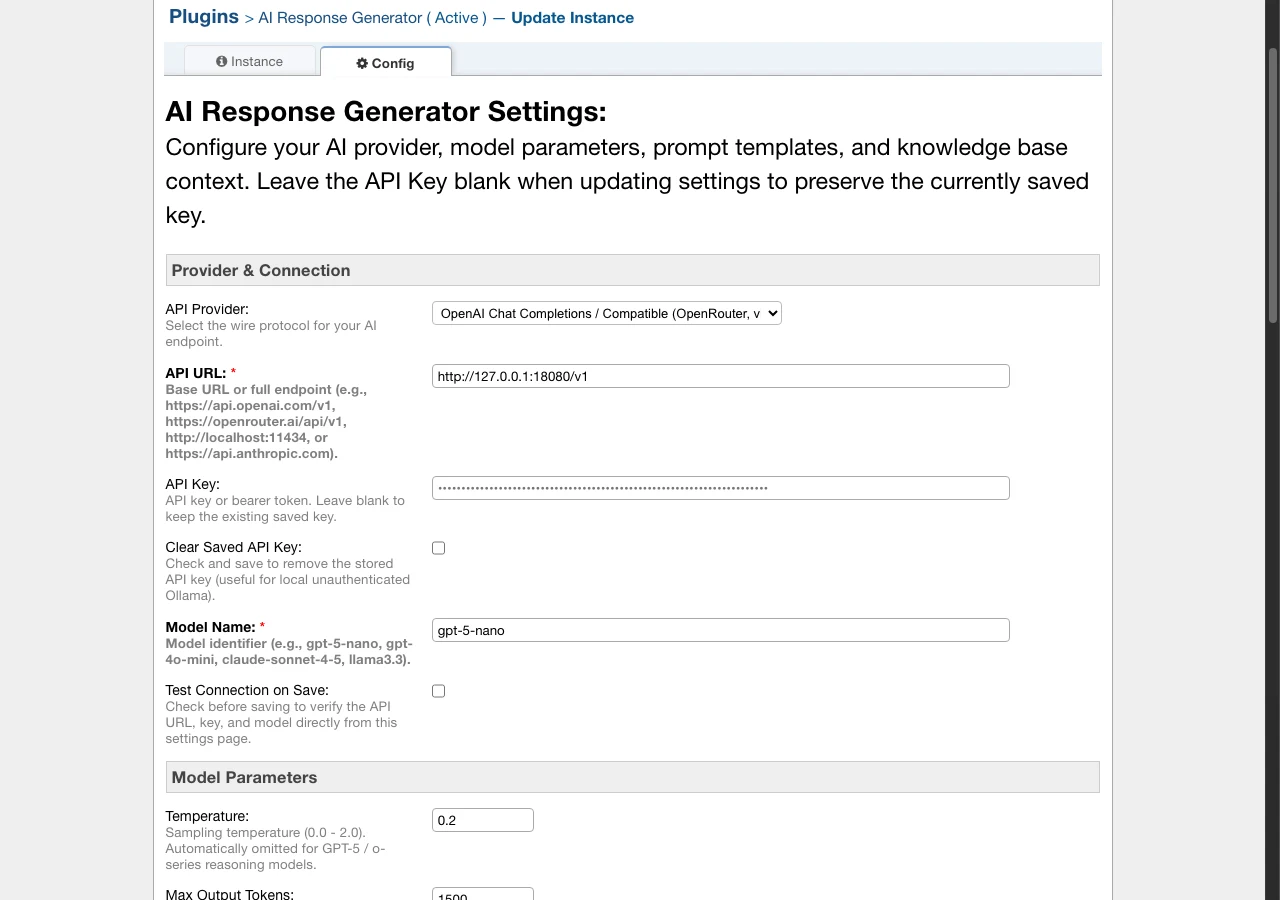 Plugins > AI Response Generator ( Active ) — Update Instance
Instance
Config
AI Response Generator Settings:
Configure your AI provider, model parameters, prompt templates, and knowledge base
context. Leave the API Key blank when updating settings to preserve the currently saved
key.
Provider & Connection
API Provider:
OpenAI Chat Completions / Compatible (OpenRouter, v
Select the wire protocol for your AI
endpoint.
API URL: *
http://127.0.0.1:18080/v1
Base URL or full endpoint (e.g.,
https://api.openai.com/v1,
https://openrouter.ai/api/v1,
http://localhost:11434, or
https://api.anthropic.com).
API Key:
API key or bearer token. Leave blank to
keep the existing saved key.
Clear Saved API Key:
Check and save to remove the stored
API key (useful for local unauthenticated
Ollama).
Model Name: *
gpt-5-nano
Model identifier (e.g., gpt-5-nano, gpt-
4o-mini, claude-sonnet-4-5, llama3.3).
Test Connection on Save:
Check before saving to verify the API
URL, key, and model directly from this
settings page.
Model Parameters
Temperature:
0.2
Sampling temperature (0.0 - 2.0).
Automatically omitted for GPT-5 / o-
series reasoning models.
Max Output Tokens:
1500